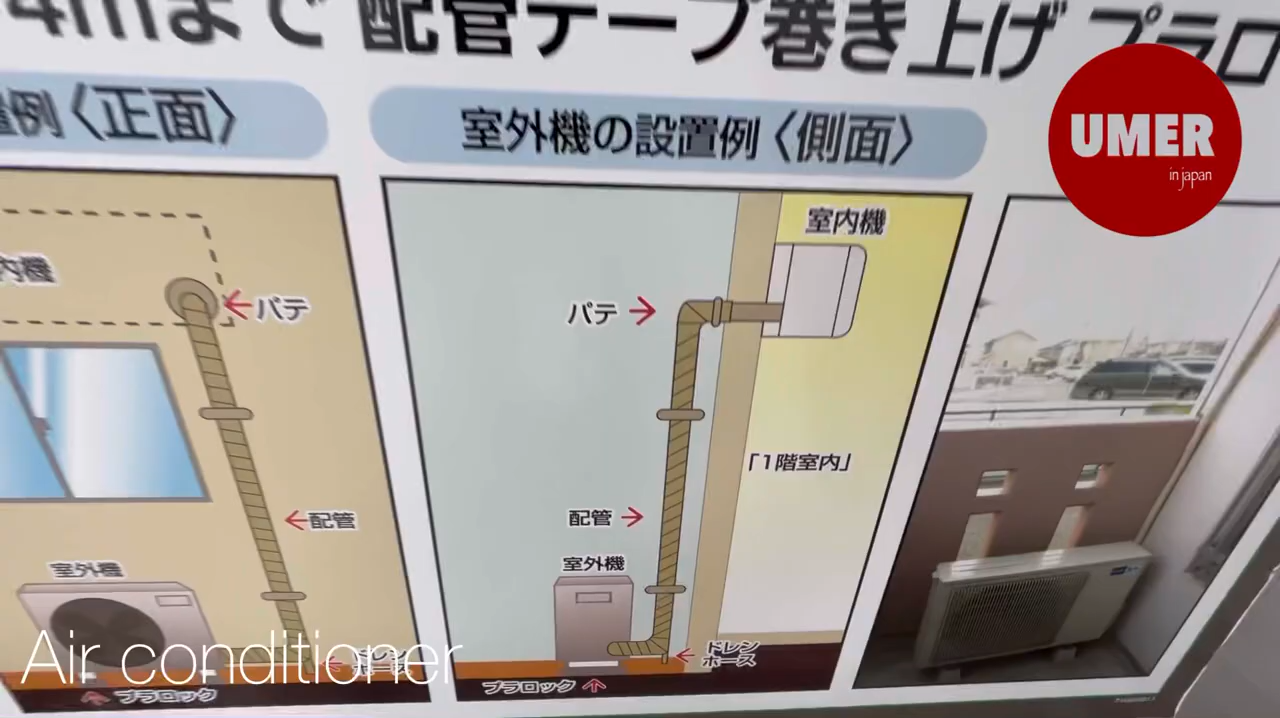 4mまで 配管テープ巻き上げ プラロ
UMER
in japan
例〈正面〉
室外機の設置例〈側面〉
内機
パテ
配管
室外機
プラロック
室内機
パテ
「1階室内」
配管
室外機
ドレン
ホース
プラロック
Air conditioner